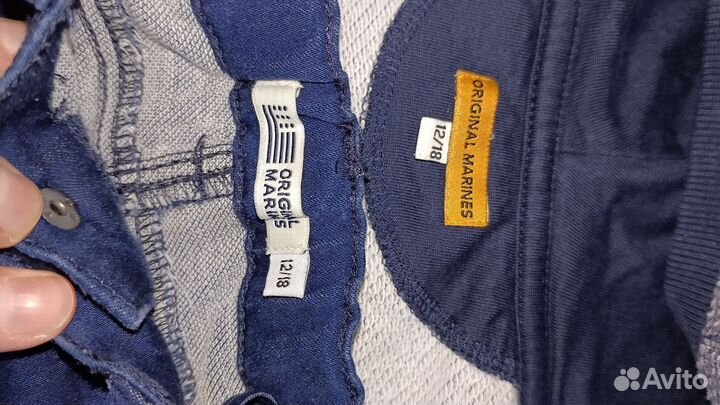 ORIGINAL
MARINES
12/18
12/18
ORIGINAL MARINES
Avito